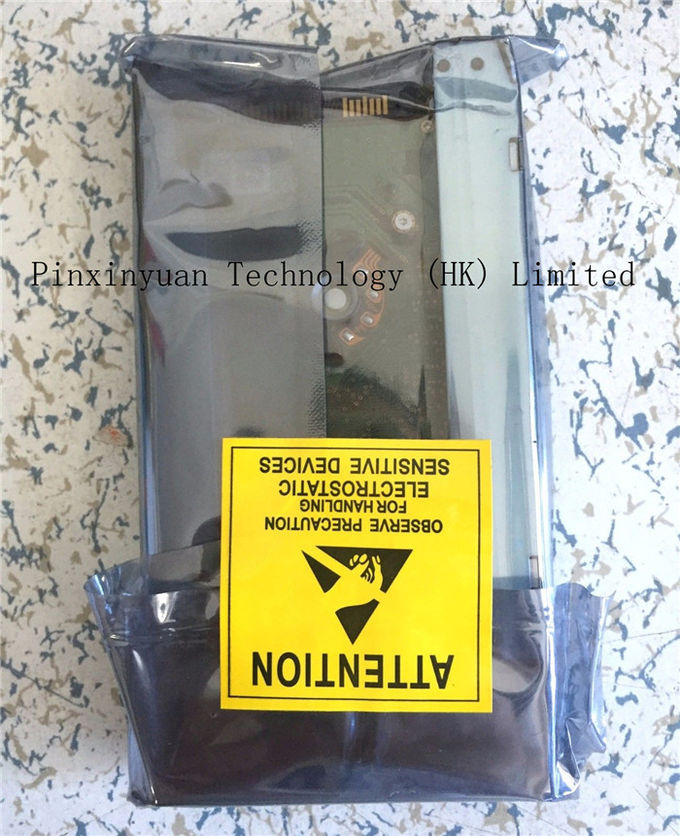 Pinxinyuan Technology (HK) Limited
ATTENTION
OBSERVE PRECAUTION
FOR HANDLING
ELECTROSTATIC
SENSITIVE DEVICES